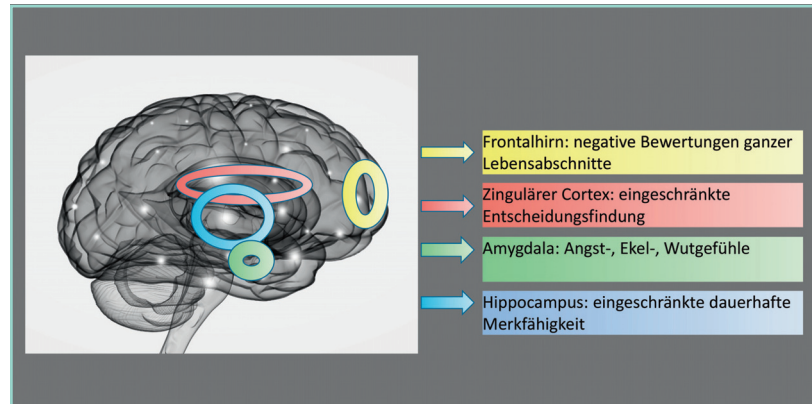 Frontalhirn: negative Bewertungen ganzer
Lebensabschnitte
Zingulärer Cortex: eingeschränkte
Entscheidungsfindung
Amygdala: Angst-, Ekel-, Wutgefühle
Hippocampus: eingeschränkte dauerhafte
Merkfähigkeit